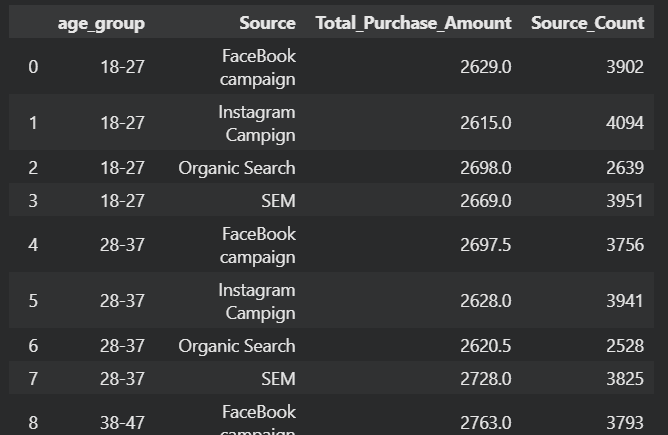 age_group Source Total_Purchase_Amount Source_Count
0 18-27 FaceBook campaign 2629.0 3902
1 18-27 Instagram Campign 2615.0 4094
2 18-27 Organic Search 2698.0 2639
3 18-27 SEM 2669.0 3951
4 28-37 FaceBook campaign 2697.5 3756
5 28-37 Instagram Campign 2628.0 3941
6 28-37 Organic Search 2620.5 2528
7 28-37 SEM 2728.0 3825
8 38-47 FaceBook campaign 2763.0 3793